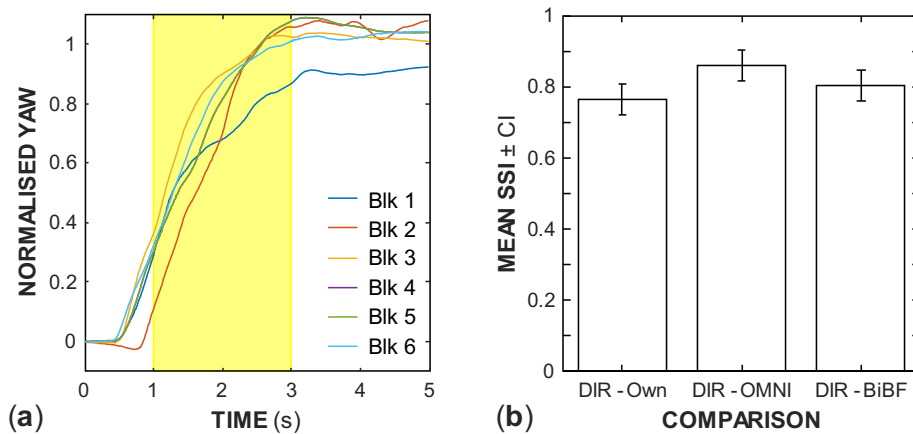 NORMALISED YAW
1
0.8
0.6
0.4
0.2
0
Blk 1
Blk 2
Blk 3
Blk 4
Blk 5
Blk 6
0 1 2 3 4 5
(a) TIME (s)
MEAN SSI ± CI
1
0.8
0.6
0.4
0.2
0
DIR -Own DIR -OMNI DIR -BiBF
(b) COMPARISON